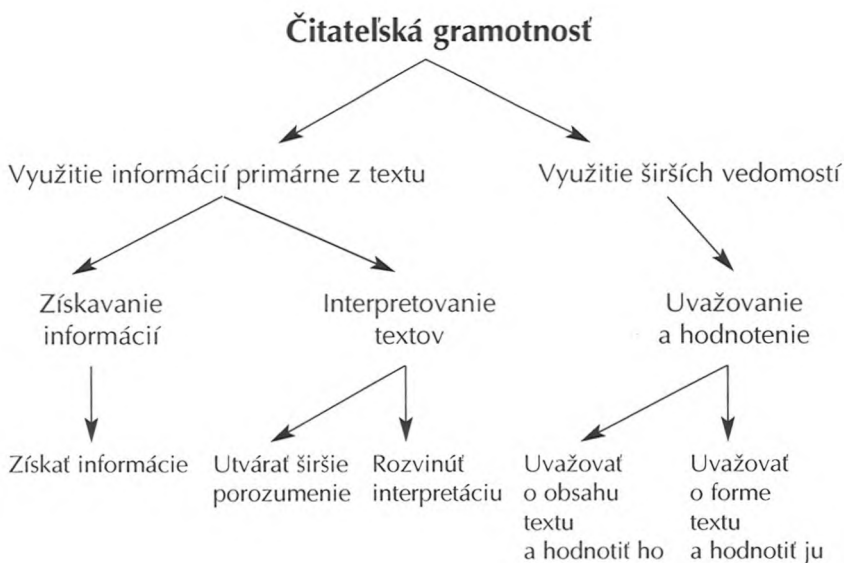 Čitateľská gramotnosť
Využitie informácií primárne z textu
Využitie širších vedomostí
Získavanie
informácií
Interpretovanie
textov
Uvažovanie
a hodnotenie
Získať informácie
Utvárať širšie
porozumenie
Rozvinúť
interpretáciu
Uvažovať
o obsahu
textu
a hodnotiť ho
Uvažovať
o forme
textu
a hodnotiť ju